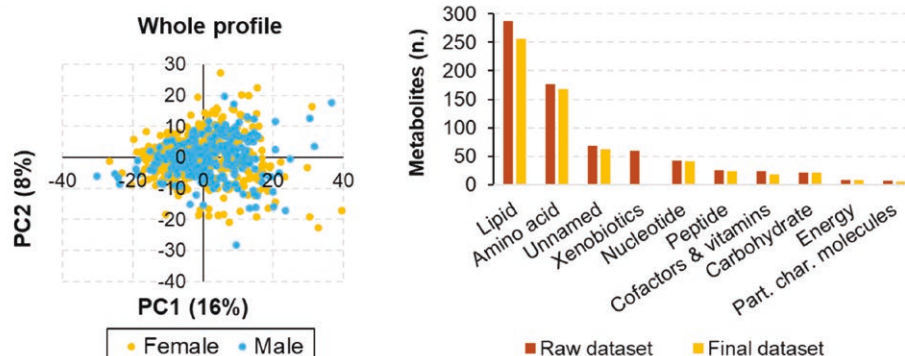 Whole profile
30
20
10
0
-40
-20
0
20
40
-10
-20
-30
-40
PC2 (8%)
PC1 (16%)
Female
Male
300
250
200
150
100
50
0
Metabolites (n.)
Lipid
Amino acid
Unnamed
Xenobiotics
Nucleotide
Peptide
Cofactors & vitamins
Carbohydrate
Energy
Part. char. molecules
Raw dataset
Final dataset